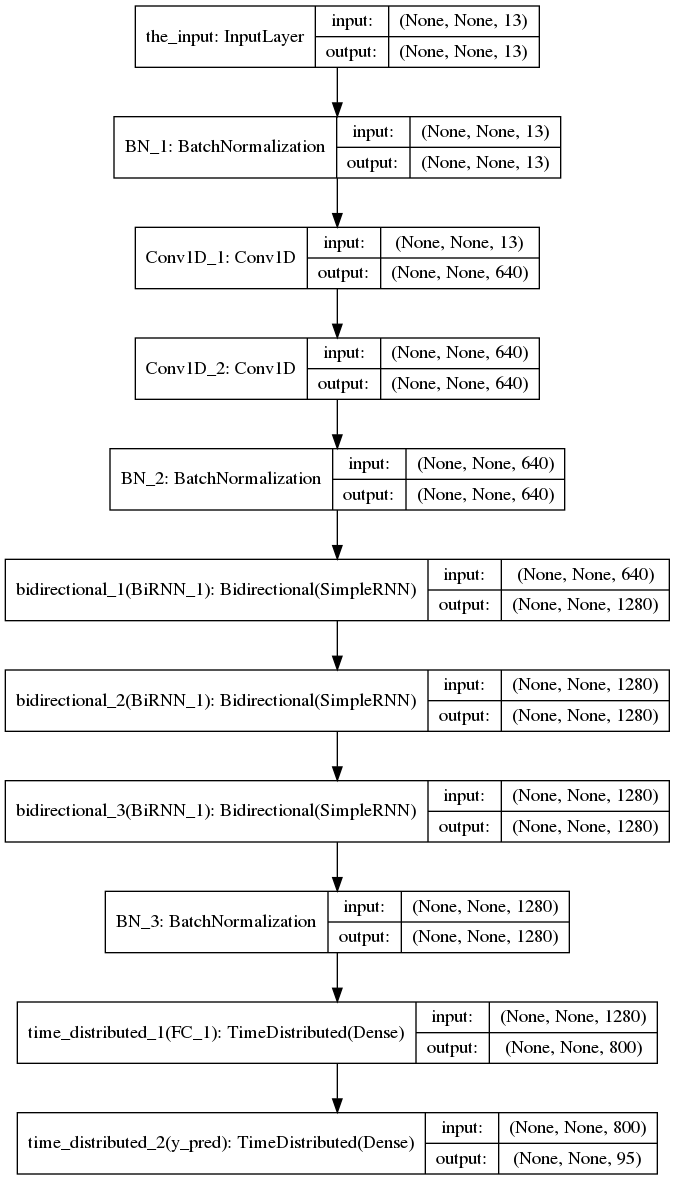 the_input: InputLayer
input: (None, None, 13)
output: (None, None, 13)
BN_1: BatchNormalization
input: (None, None, 13)
output: (None, None, 13)
Conv1D_1: Conv1D
input: (None, None, 13)
output: (None, None, 640)
Conv1D_2: Conv1D
input: (None, None, 640)
output: (None, None, 640)
BN_2: BatchNormalization
input: (None, None, 640)
output: (None, None, 640)
bidirectional_1(BiRNN_1): Bidirectional(SimpleRNN)
input: (None, None, 640)
output: (None, None, 1280)
bidirectional_2(BiRNN_1): Bidirectional(SimpleRNN)
input: (None, None, 1280)
output: (None, None, 1280)
bidirectional_3(BiRNN_1): Bidirectional(SimpleRNN)
input: (None, None, 1280)
output: (None, None, 1280)
BN_3: BatchNormalization
input: (None, None, 1280)
output: (None, None, 1280)
time_distributed_1(FC_1): TimeDistributed(Dense)
input: (None, None, 1280)
output: (None, None, 800)
time_distributed_2(y_pred): TimeDistributed(Dense)
input: (None, None, 800)
output: (None, None, 95)